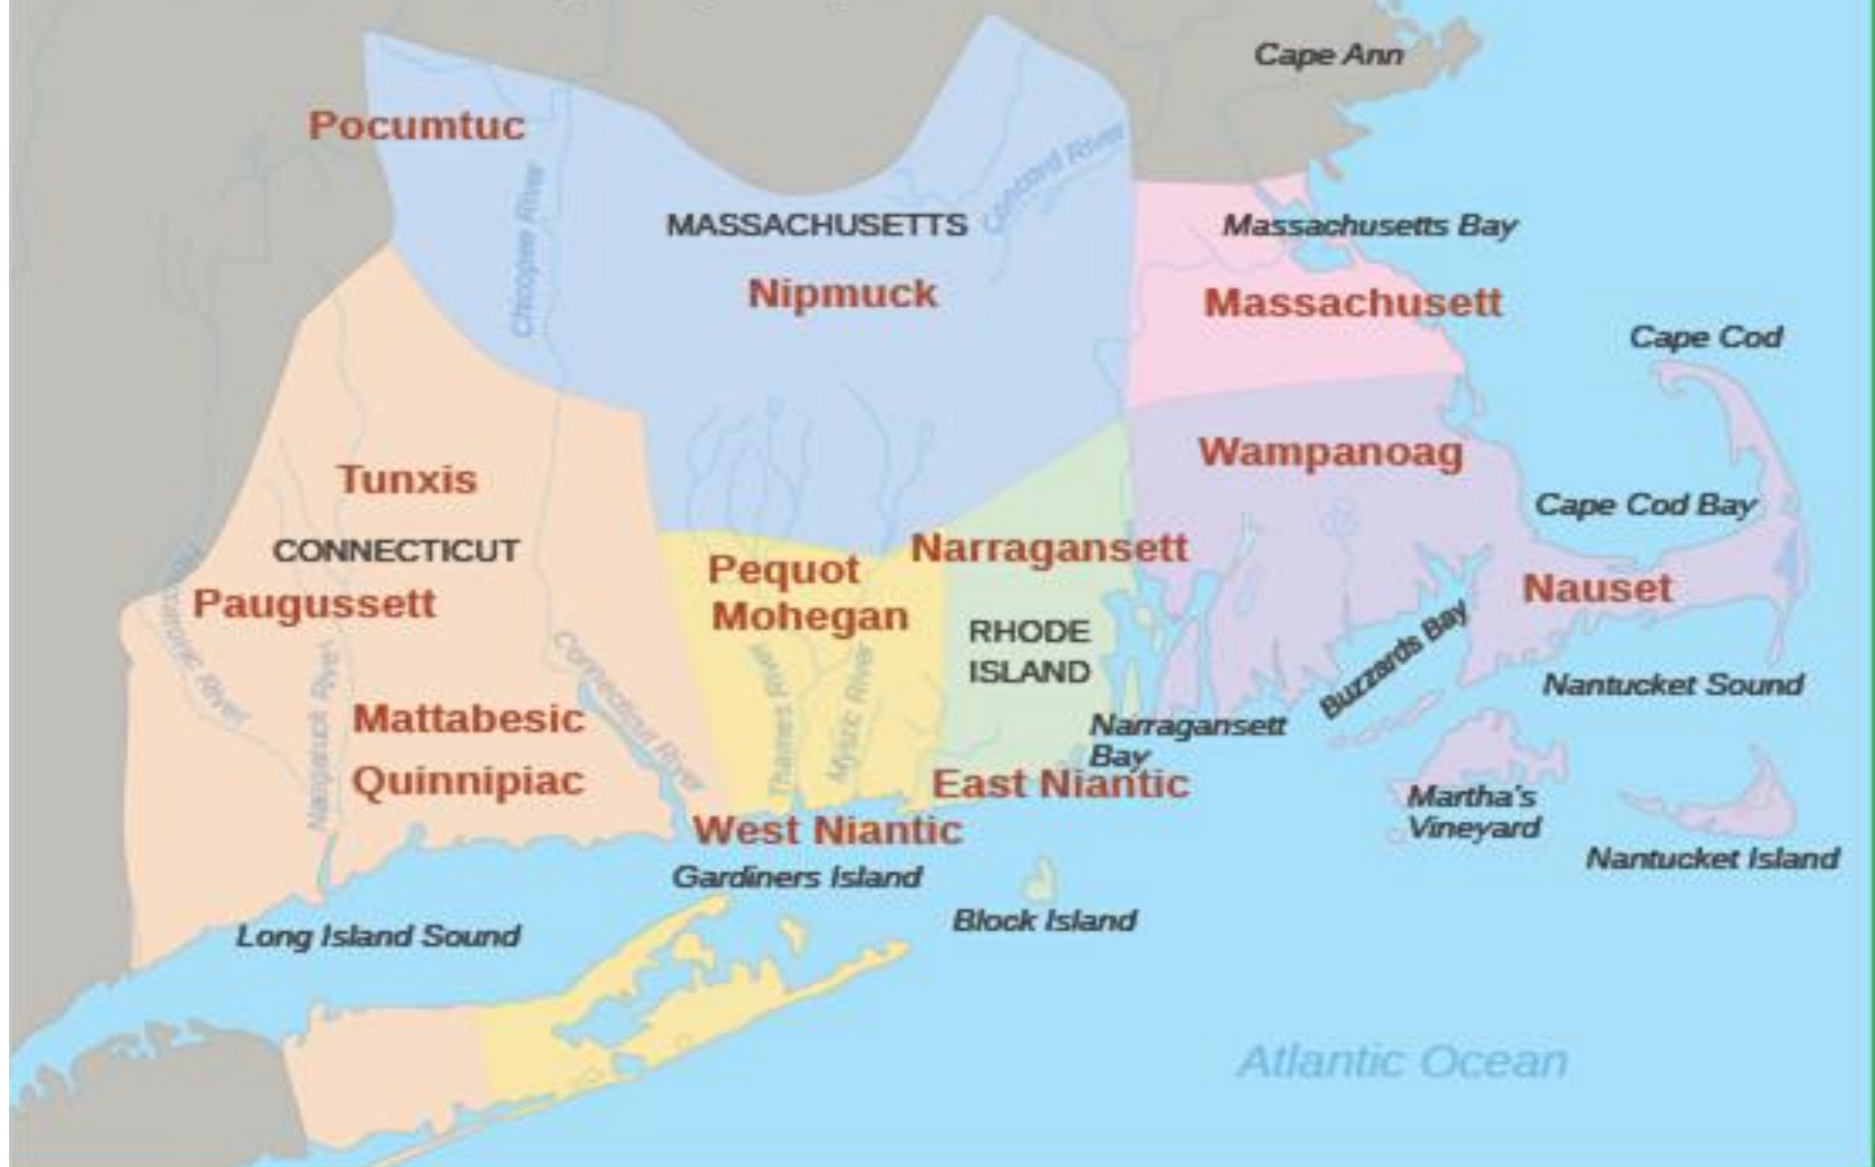 Cape Ann
Pocumtuc
Concord River
Chicopee River
MASSACHUSETTS
Massachusetts Bay
Nipmuck
Massachusett
Cape Cod
Wampanoag
Tunxis
Cape Cod Bay
CONNECTICUT
Narragansett
Pequot
Mohegan
Nauset
Paugussett
RHODE
ISLAND
Buzzards Bay
Nantucket Sound
Connecticut River
Thames River
Mystic River
Mattabesic
Narragansett
Bay
Quinnipiac
East Niantic
Martha's
Vineyard
West Niantic
Nantucket Island
Gardiners Island
Block Island
Long Island Sound
Atlantic Ocean
River
River